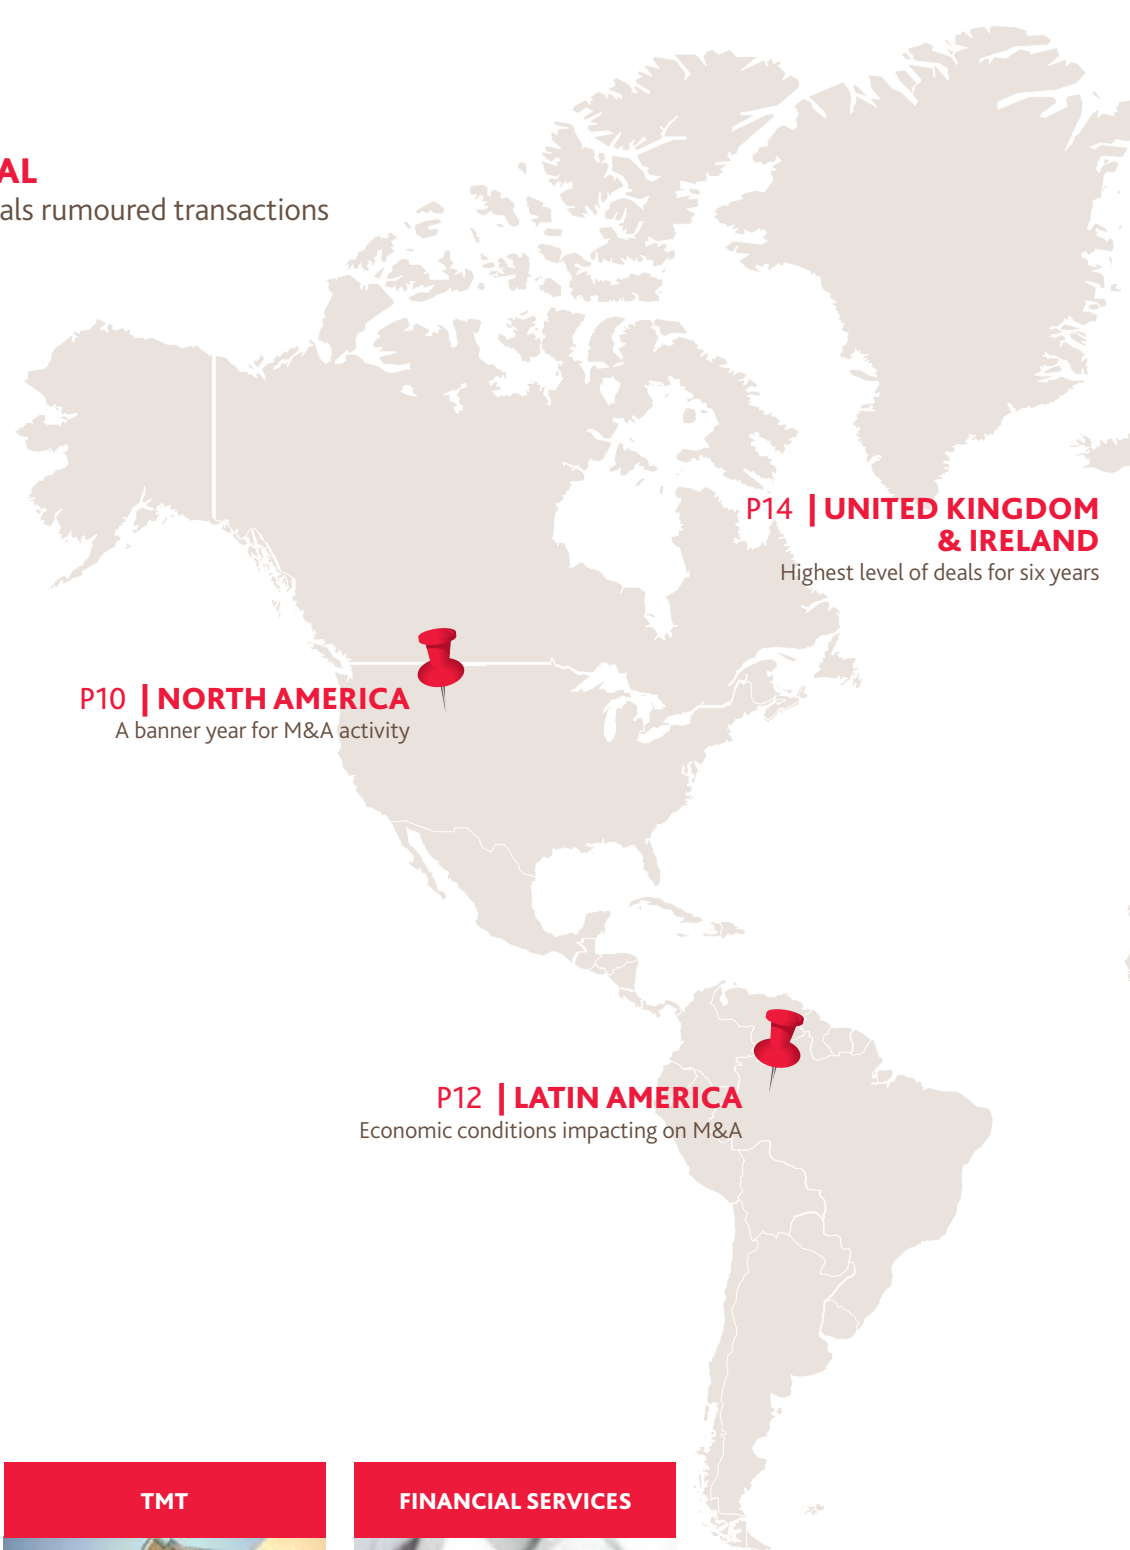 AL
als rumoured transactions
P14 | UNITED KINGDOM
& IRELAND
Highest level of deals for six years
P10 | NORTH AMERICA
A banner year for M&A activity
P12 | LATIN AMERICA
Economic conditions impacting on M&A
TMT
FINANCIAL SERVICES